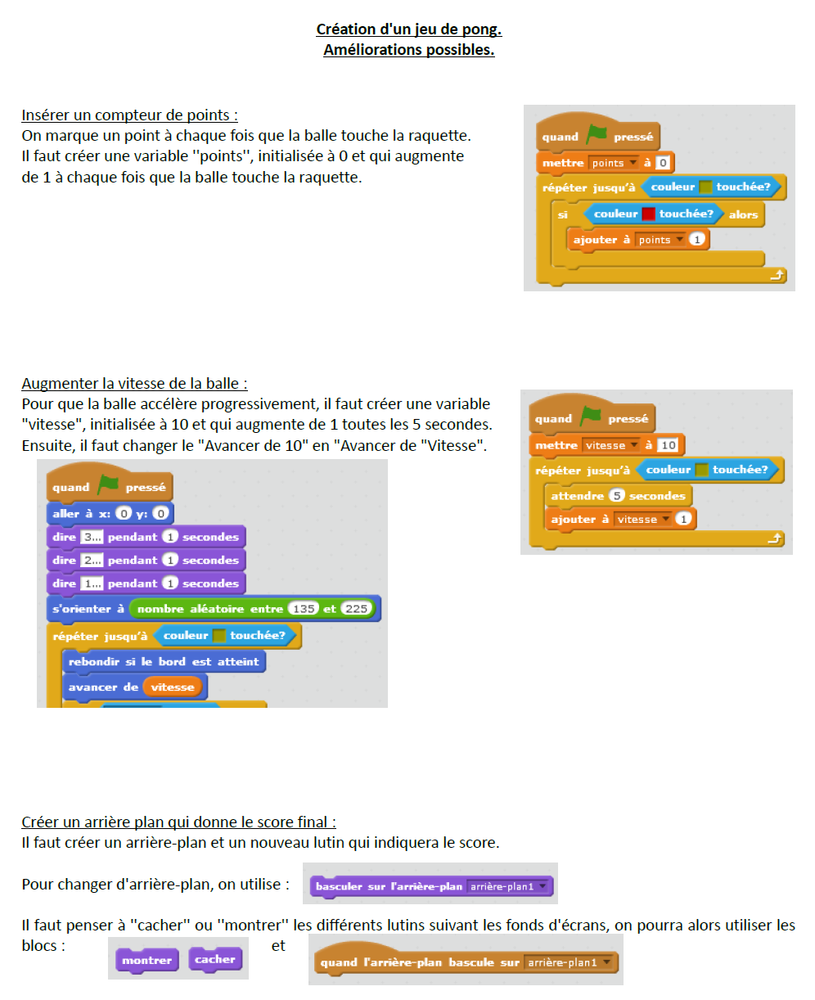 Création d'un jeu de pong.
Améliorations possibles.
Insérer un compteur de points :
On marque un point à chaque fois que la balle touche la raquette.
Il faut créer une variable ''points'', initialisée à 0 et qui augmente
de 1 à chaque fois que la balle touche la raquette.
quand pressé
mettre points à 0
répéter jusqu'à couleur touchée?
si couleur touchée? alors
ajouter à points 1
Augmenter la vitesse de la balle :
Pour que la balle accélère progressivement, il faut créer une variable
"vitesse", initialisée à 10 et qui augmente de 1 toutes les 5 secondes.
Ensuite, il faut changer le "Avancer de 10" en "Avancer de "Vitesse".
quand pressé
mettre vitesse à 10
répéter jusqu'à couleur touchée?
attendre 5 secondes
ajouter à vitesse 1
quand pressé
aller à x: 0 y: 0
dire 3... pendant 1 secondes
dire 2... pendant 1 secondes
dire 1... pendant 1 secondes
s'orienter à nombre aléatoire entre 135 et 225
répéter jusqu'à couleur touchée?
rebondir si le bord est atteint
avancer de vitesse
Créer un arrière plan qui donne le score final :
Il faut créer un arrière-plan et un nouveau lutin qui indiquera le score.
Pour changer d'arrière-plan, on utilise : basculer sur l'arrière-plan arrière-plan1
Il faut penser à ''cacher'' ou ''montrer'' les différents lutins suivant les fonds d'écrans, on pourra alors utiliser les
blocs : montrer cacher et quand l'arrière-plan bascule sur arrière-plan1